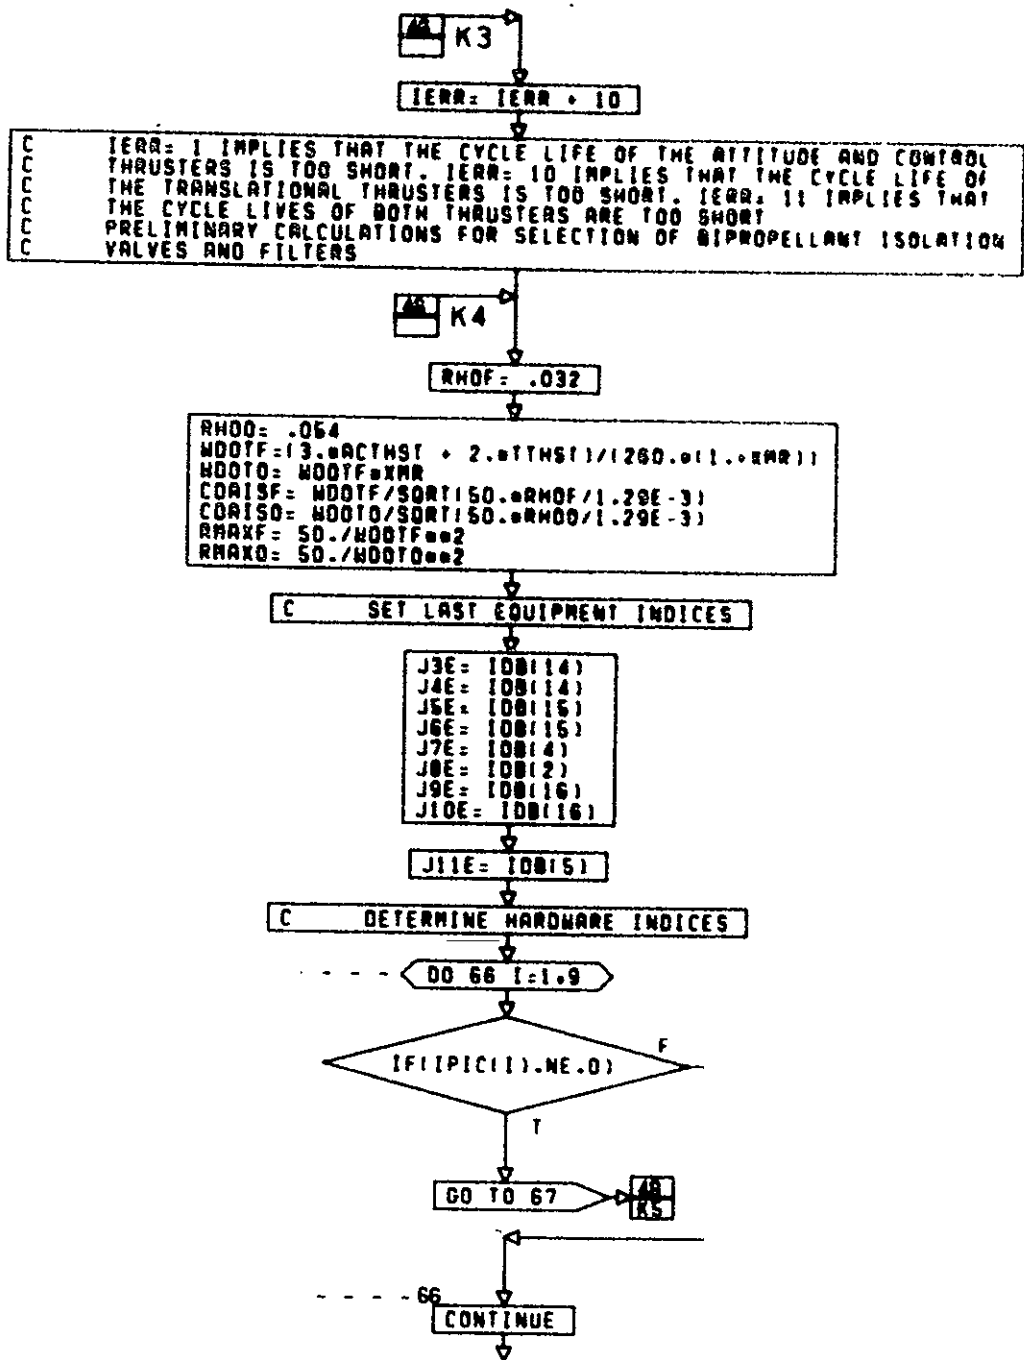 K3
IERR= IERR + 10
C IERR= 1 IMPLIES THAT THE CYCLE LIFE OF THE ATTITUDE AND CONTROL
C THRUSTERS IS TOO SHORT. IERR= 10 IMPLIES THAT THE CYCLE LIFE OF
C THE TRANSLATIONAL THRUSTERS IS TOO SHORT. IERR= 11 IMPLIES THAT
C THE CYCLE LIVES OF BOTH THRUSTERS ARE TOO SHORT
C PRELIMINARY CALCULATIONS FOR SELECTION OF BIPROPELLANT ISOLATION
C VALVES AND FILTERS
K4
RHOF= .032
RHOO= .054
WDOTF=(3.*ACTHST + 2.*TTHST)/(260.*(1.+XMR))
WDOTO= WDOTF*XMR
CDAISF= WDOTF/SQRT(50.*RHOF/1.29E-3)
CDAISO= WDOTO/SQRT(50.*RHOO/1.29E-3)
RMAXF= 50./WDOTF**2
RMAXO= 50./WDOTO**2
C SET LAST EQUIPMENT INDICES
J3E= IDB(14)
J4E= IDB(14)
J5E= IDB(15)
J6E= IDB(15)
J7E= IDB(4)
J8E= IDB(2)
J9E= IDB(16)
J10E= IDB(16)
J11E= IDB(5)
C DETERMINE HARDWARE INDICES
DO 66 I=1,9
IF(IPIC(I).NE.0)
F
T
GO TO 67
K5
66
CONTINUE